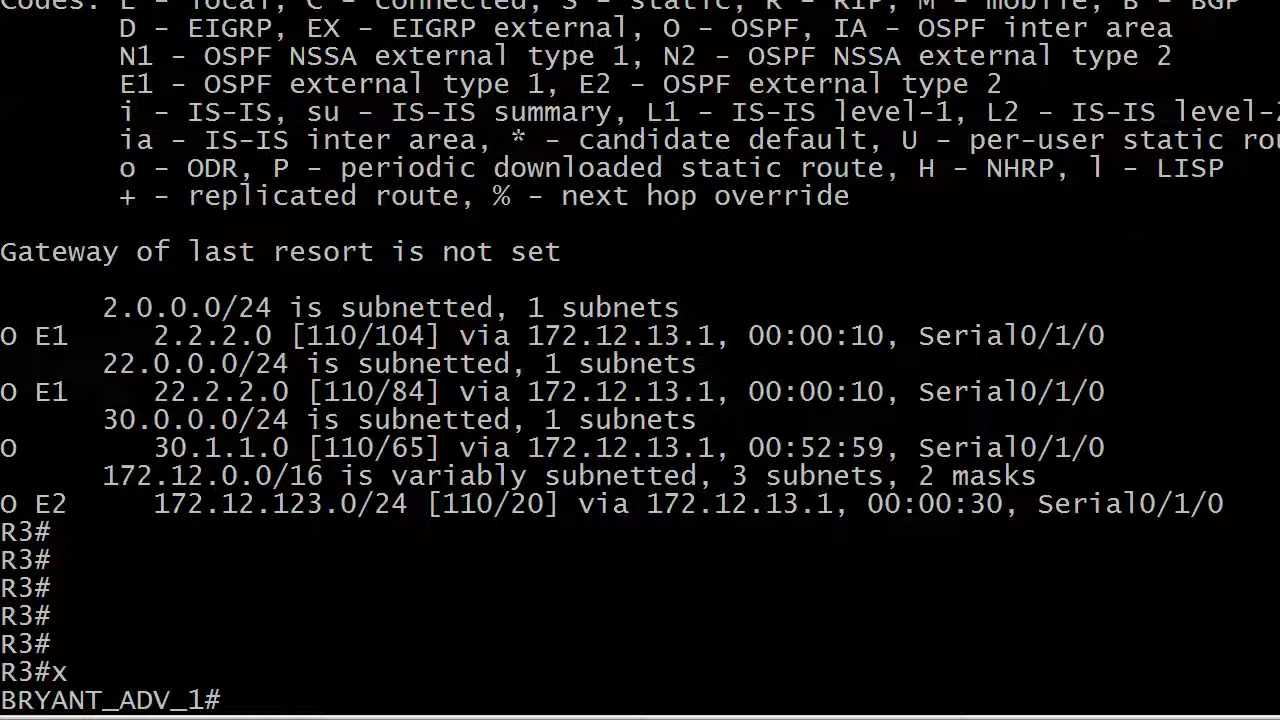 Codes: L - local, C - connected, S - static, R - RIP, M - mobile, B - BGP
D - EIGRP, EX - EIGRP external, O - OSPF, IA - OSPF inter area
N1 - OSPF NSSA external type 1, N2 - OSPF NSSA external type 2
E1 - OSPF external type 1, E2 - OSPF external type 2
i - IS-IS, su - IS-IS summary, L1 - IS-IS level-1, L2 - IS-IS level-2
ia - IS-IS inter area, * - candidate default, U - per-user static rou
o - ODR, P - periodic downloaded static route, H - NHRP, l - LISP
+ - replicated route, % - next hop override
Gateway of last resort is not set
2.0.0.0/24 is subnetted, 1 subnets
O E1 2.2.2.0 [110/104] via 172.12.13.1, 00:00:10, Serial0/1/0
22.0.0.0/24 is subnetted, 1 subnets
O E1 22.2.2.0 [110/84] via 172.12.13.1, 00:00:10, Serial0/1/0
30.0.0.0/24 is subnetted, 1 subnets
O 30.1.1.0 [110/65] via 172.12.13.1, 00:52:59, Serial0/1/0
172.12.0.0/16 is variably subnetted, 3 subnets, 2 masks
O E2 172.12.123.0/24 [110/20] via 172.12.13.1, 00:00:30, Serial0/1/0
R3#
R3#
R3#
R3#
R3#
R3#x
BRYANT_ADV_1#